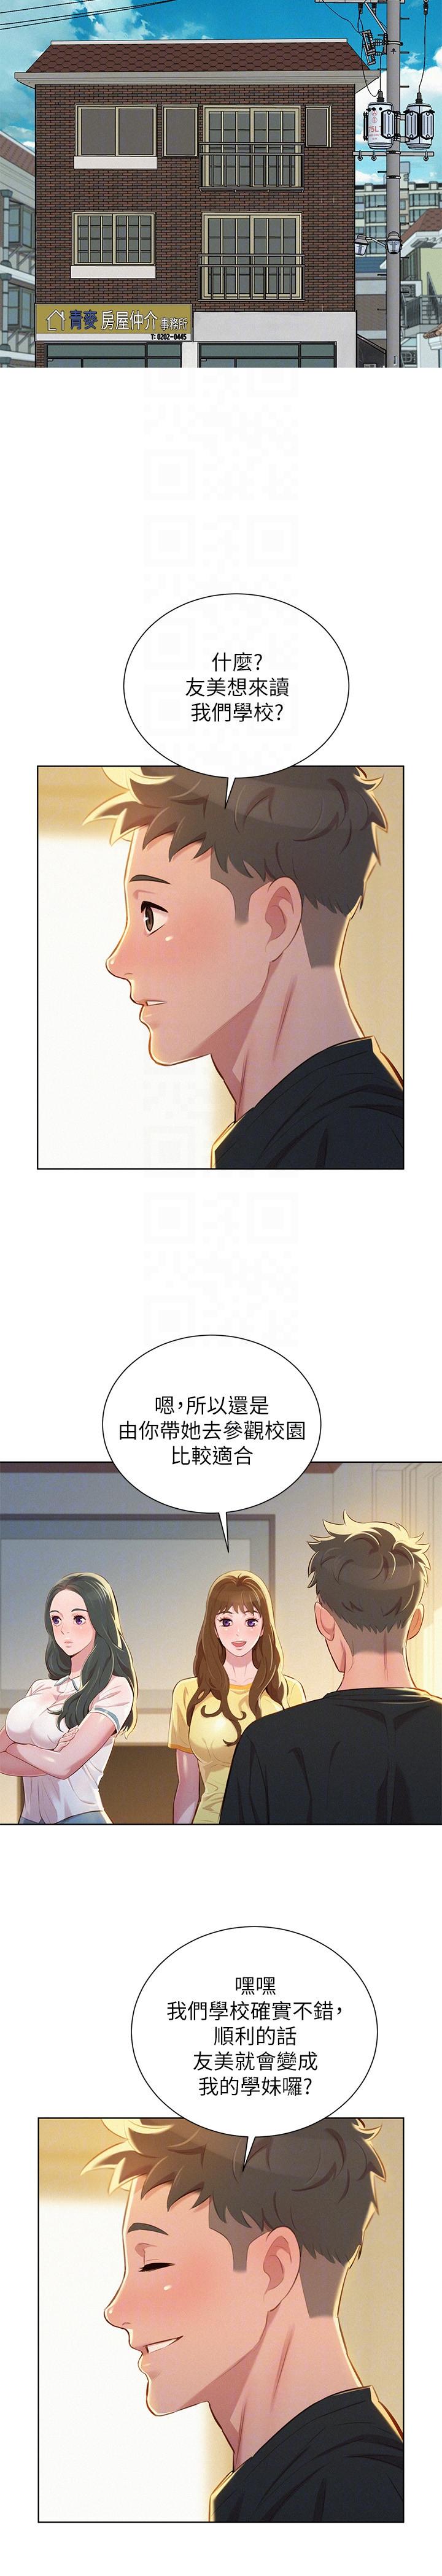 青麥 房屋仲介 事務所
T: 0202-0445
什麼?
友美想來讀
我們學校?
嗯,所以還是
由你帶她去參觀校園
比較適合
嘿嘿
我們學校確實不錯,
順利的話
友美就會變成
我的學妹囉?